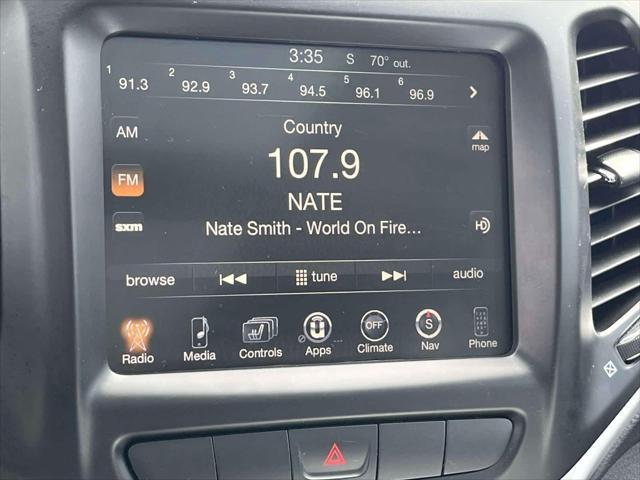 3:35 S 70° out.
1 91.3 2 92.9 3 93.7 4 94.5 5 96.1 6 96.9
AM
Country
map
FM
107.9
NATE
sxm
Nate Smith - World On Fire...
HD
browse tune audio
Radio Media Controls Apps OFF Climate S Nav Phone